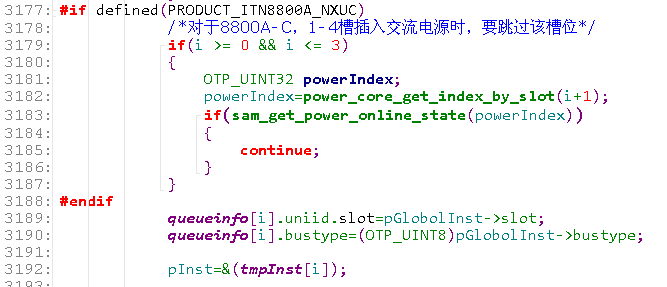 3177: #if defined(PRODUCT_ITN8800A_NXUC)
3178: /*对于8800A-C, 1-4槽插入交流电源时, 要跳过该槽位*/
3179: if(i >= 0 && i <= 3)
3180: {
3181: OTP_UINT32 powerIndex;
3182: powerIndex=power_core_get_index_by_slot(i+1);
3183: if(sam_get_power_online_state(powerIndex))
3184: {
3185: continue;
3186: }
3187: }
3188: #endif
3189: queueinfo[i].uniid.slot=pGlobolInst->slot;
3190: queueinfo[i].bustype=(OTP_UINT8)pGlobolInst->bustype;
3191:
3192: pInst=&(tmpInst[i]);